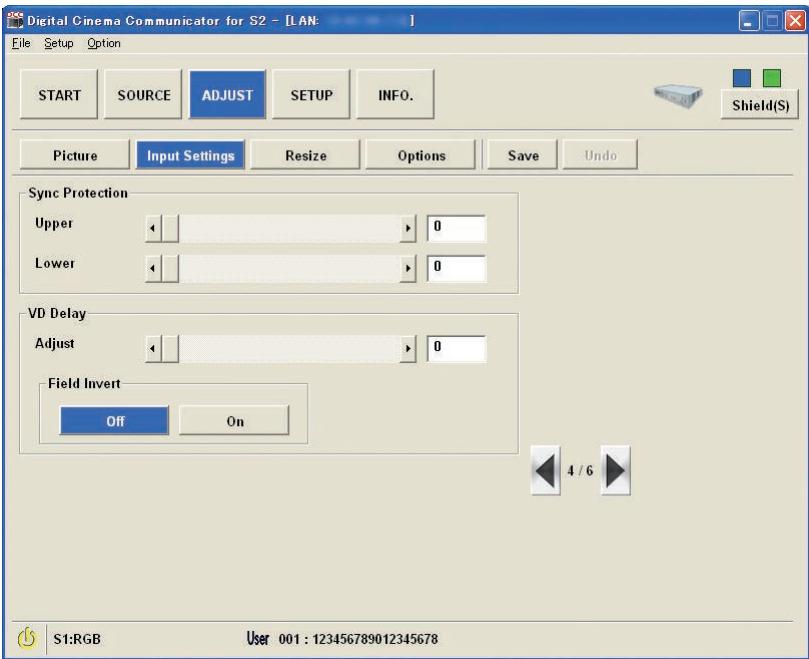 Digital Cinema Communicator for S2 - [LAN: ]
File Setup Option
START SOURCE ADJUST SETUP INFO. Shield(S)
Picture Input Settings Resize Options Save Undo
Sync Protection
Upper 0
Lower 0
VD Delay
Adjust 0
Field Invert
Off On
4 / 6
S1:RGB User 001 : 123456789012345678